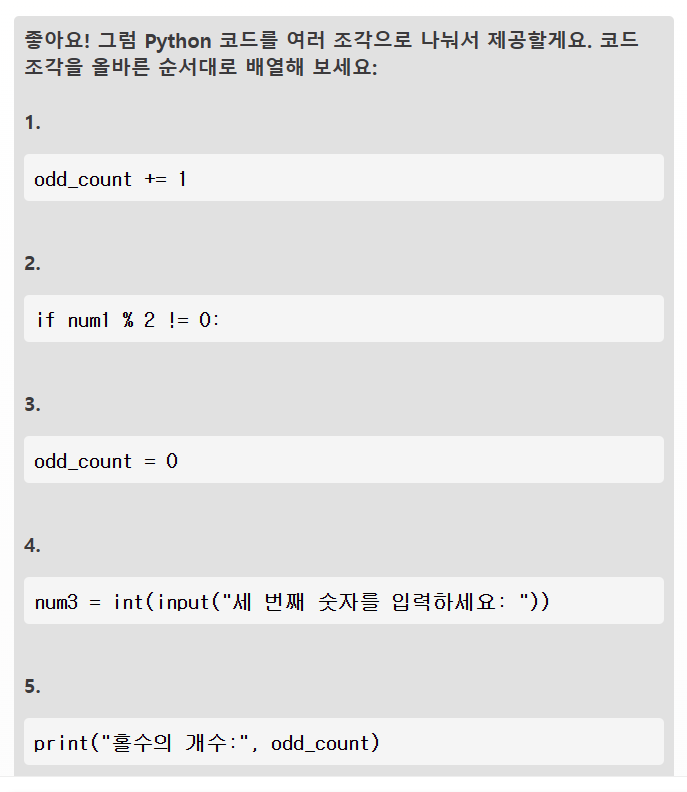 좋아요! 그럼 Python 코드를 여러 조각으로 나눠서 제공할게요. 코드
조각을 올바른 순서대로 배열해 보세요:
1.
odd_count += 1
2.
if num1 % 2 != 0:
3.
odd_count = 0
4.
num3 = int(input("세 번째 숫자를 입력하세요: "))
5.
print("홀수의 개수:", odd_count)